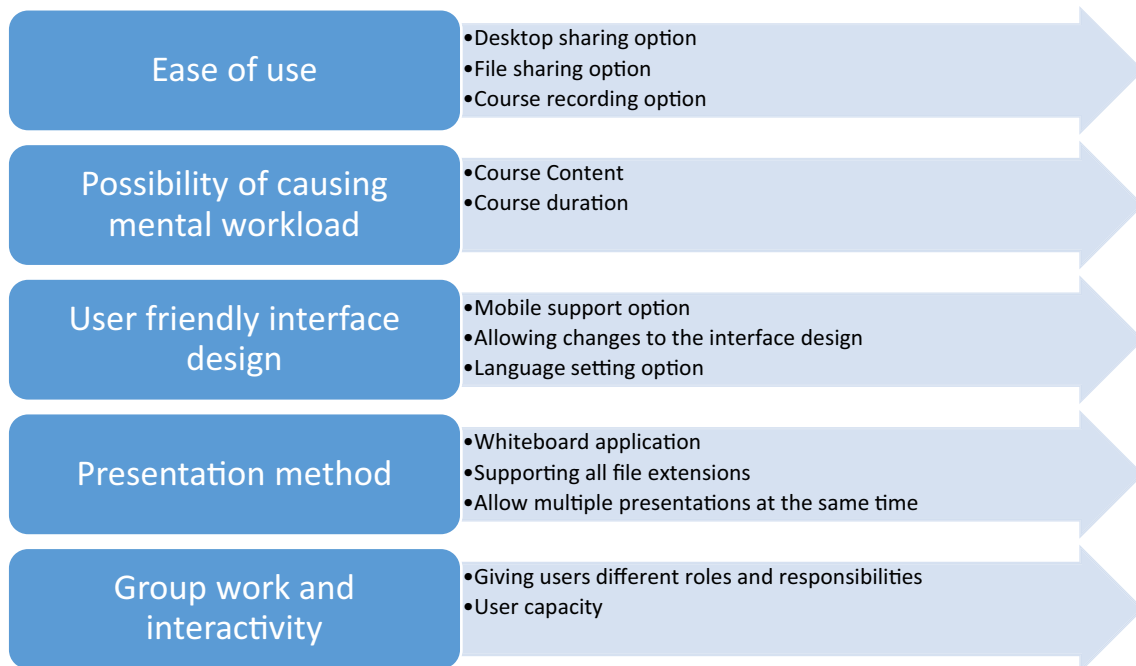 Ease of use
•Desktop sharing option
•File sharing option
•Course recording option
Possibility of causing
mental workload
•Course Content
•Course duration
User friendly interface
design
•Mobile support option
•Allowing changes to the interface design
•Language setting option
Presentation method
•Whiteboard application
•Supporting all file extensions
•Allow multiple presentations at the same time
Group work and
interactivity
•Giving users different roles and responsibilities
•User capacity